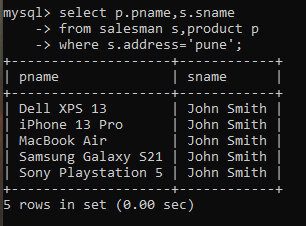 mysql> select p.pname,s.sname
    -> from salesman s,product p
    -> where s.address='pune';
+-------------------+------------+
| pname             | sname      |
+-------------------+------------+
| Dell XPS 13       | John Smith |
| iPhone 13 Pro     | John Smith |
| MacBook Air       | John Smith |
| Samsung Galaxy S21 | John Smith |
| Sony Playstation 5 | John Smith |
+-------------------+------------+
5 rows in set (0.00 sec)